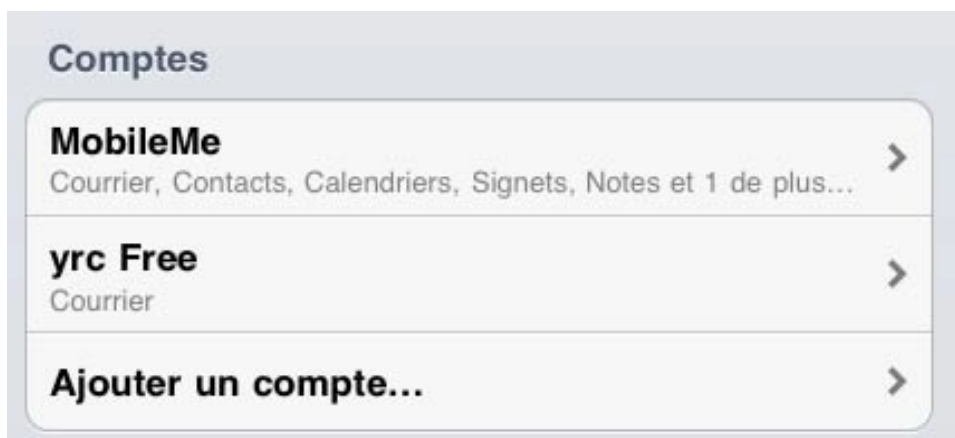 Comptes
MobileMe
Courrier, Contacts, Calendriers, Signets, Notes et 1 de plus...
yrc Free
Courrier
Ajouter un compte...